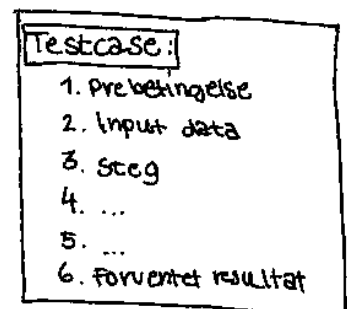 Testcase:
1. Prebetingelse
2. Input data
3. Steg
4. ...
5. ...
6. Forventet resultat